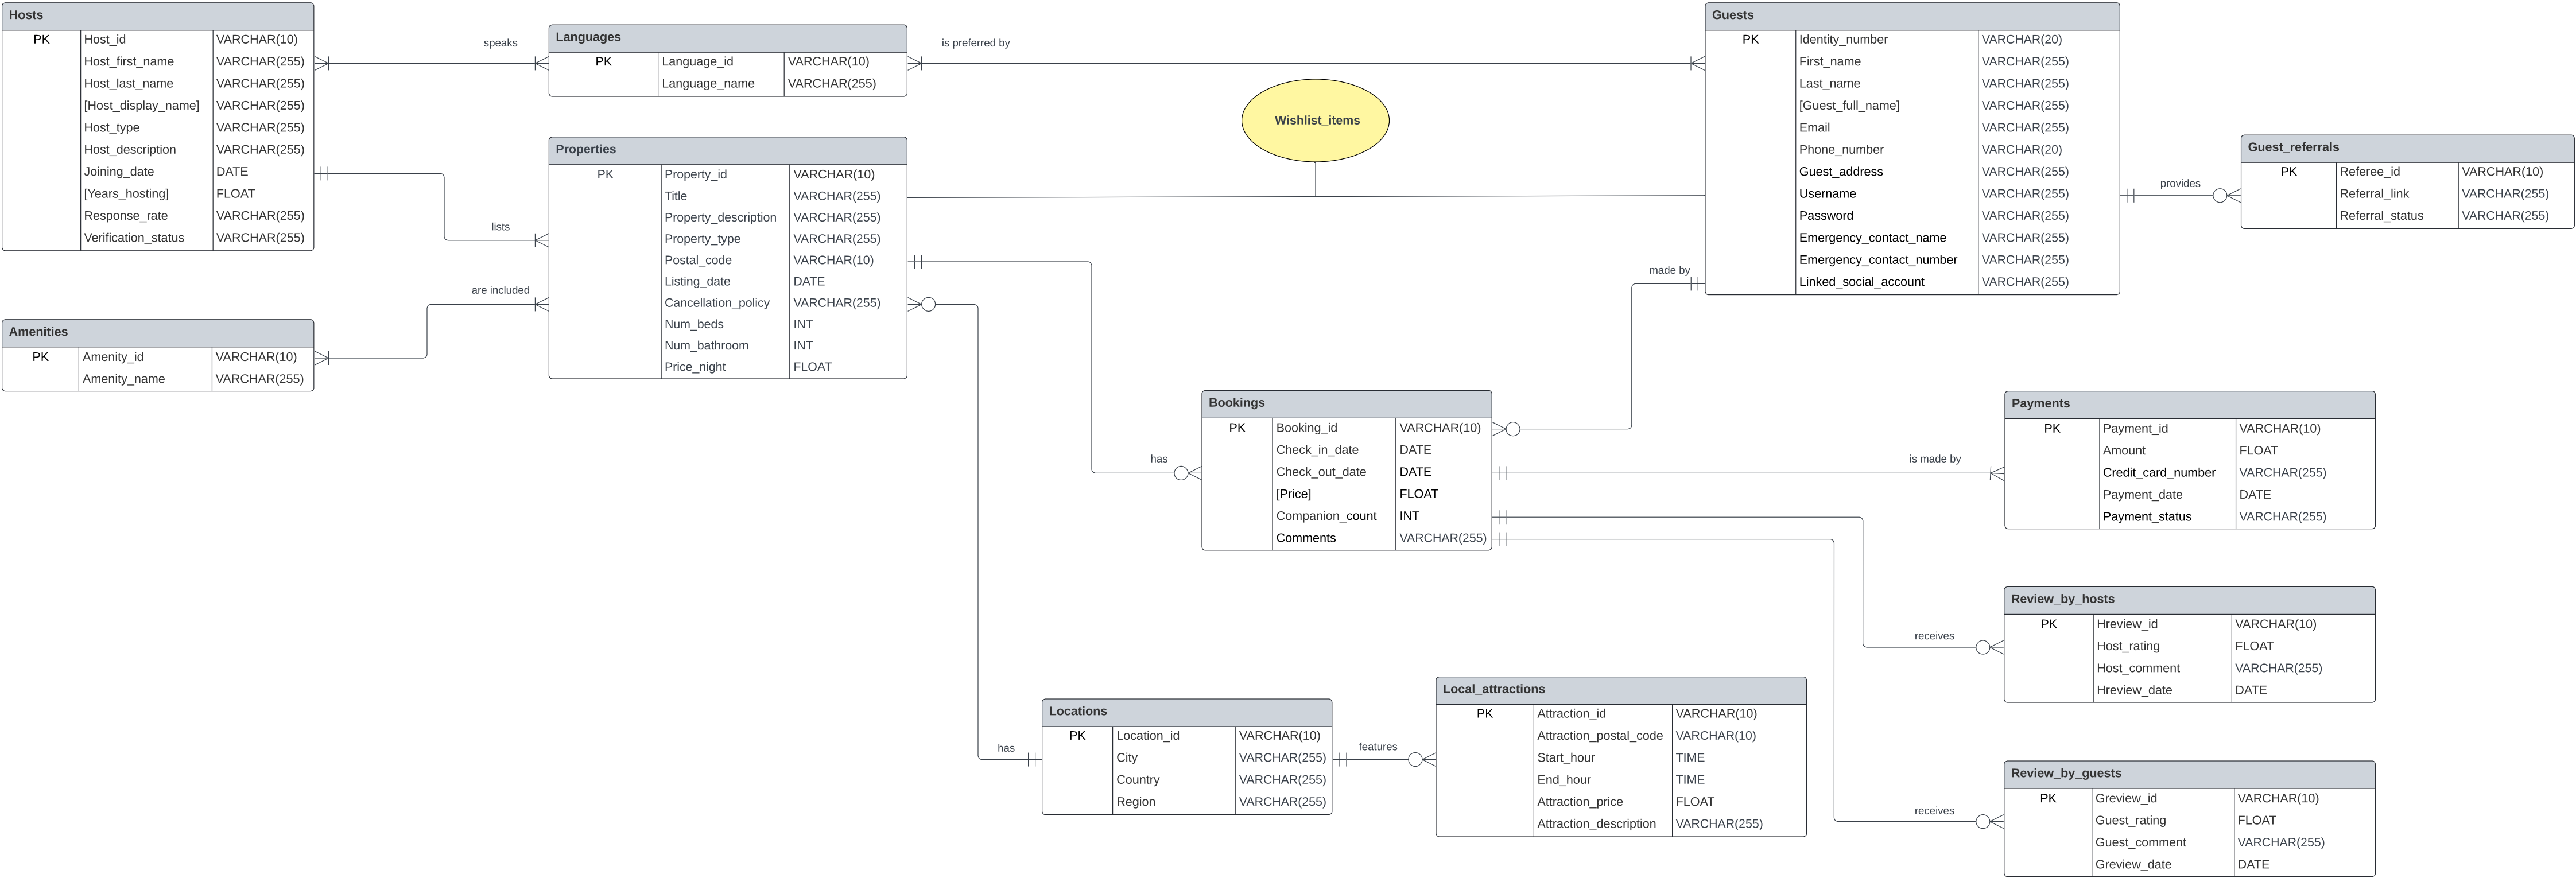 Hosts
PK Host_id VARCHAR(10)
Host_first_name VARCHAR(255)
Host_last_name VARCHAR(255)
[Host_display_name] VARCHAR(255)
Host_type VARCHAR(255)
Host_description VARCHAR(255)
Joining_date DATE
[Years_hosting] FLOAT
Response_rate VARCHAR(255)
Verification_status VARCHAR(255)
speaks
Languages
PK Language_id VARCHAR(10)
Language_name VARCHAR(255)
is preferred by
Wishlist_items
Guests
PK Identity_number VARCHAR(20)
First_name VARCHAR(255)
Last_name VARCHAR(255)
[Guest_full_name] VARCHAR(255)
Email VARCHAR(255)
Phone_number VARCHAR(20)
Guest_address VARCHAR(255)
Username VARCHAR(255)
Password VARCHAR(255)
Emergency_contact_name VARCHAR(255)
Emergency_contact_number VARCHAR(255)
Linked_social_account VARCHAR(255)
provides
Guest_referrals
PK Referee_id VARCHAR(10)
Referral_link VARCHAR(255)
Referral_status VARCHAR(255)
lists
are included
Properties
PK Property_id VARCHAR(10)
Title VARCHAR(255)
Property_description VARCHAR(255)
Property_type VARCHAR(255)
Postal_code VARCHAR(10)
Listing_date DATE
Cancellation_policy VARCHAR(255)
Num_beds INT
Num_bathroom INT
Price_night FLOAT
Amenities
PK Amenity_id VARCHAR(10)
Amenity_name VARCHAR(255)
made by
has
Bookings
PK Booking_id VARCHAR(10)
Check_in_date DATE
Check_out_date DATE
[Price] FLOAT
Companion_count INT
Comments VARCHAR(255)
is made by
Payments
PK Payment_id VARCHAR(10)
Amount FLOAT
Credit_card_number VARCHAR(255)
Payment_date DATE
Payment_status VARCHAR(255)
receives
Review_by_hosts
PK Hreview_id VARCHAR(10)
Host_rating FLOAT
Host_comment VARCHAR(255)
Hreview_date DATE
has
Locations
PK Location_id VARCHAR(10)
City VARCHAR(255)
Country VARCHAR(255)
Region VARCHAR(255)
features
Local_attractions
PK Attraction_id VARCHAR(10)
Attraction_postal_code VARCHAR(10)
Start_hour TIME
End_hour TIME
Attraction_price FLOAT
Attraction_description VARCHAR(255)
receives
Review_by_guests
PK Greview_id VARCHAR(10)
Guest_rating FLOAT
Guest_comment VARCHAR(255)
Greview_date DATE